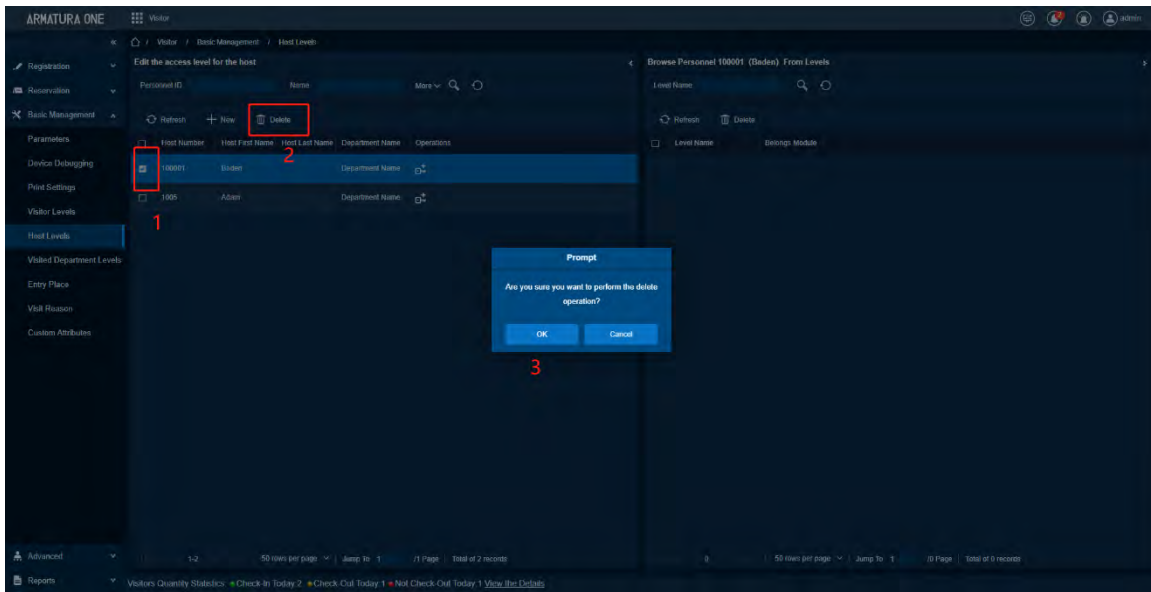 ARMATURA ONE
Visitor
admin
Visitor / Basic Management / Host Levels
Registration
Reservation
Basic Management
Parameters
Device Debugging
Print Settings
Visitor Levels
Host Levels
Visited Department Levels
Entry Place
Visit Reason
Custom Attributes
Advanced
Reports
Edit the access level for the host
Personnel ID Name More
Refresh New Delete
2
Host Number Host First Name Host Last Name Department Name Operations
100001 Baden Department Name
1005 Adam Department Name
1
1-2 50 rows per page Jump To 1 /1 Page Total of 2 records
Browse Personnel 100001 (Baden) From Levels
Level Name
Refresh Delete
Level Name Belongs Module
0 50 rows per page Jump To 1 /0 Page Total of 0 records
Prompt
Are you sure you want to perform the delete
operation?
OK Cancel
3
Visitors Quantity Statistics Check-In Today:2 Check-Out Today:1 Not Check-Out Today:1 View the Details